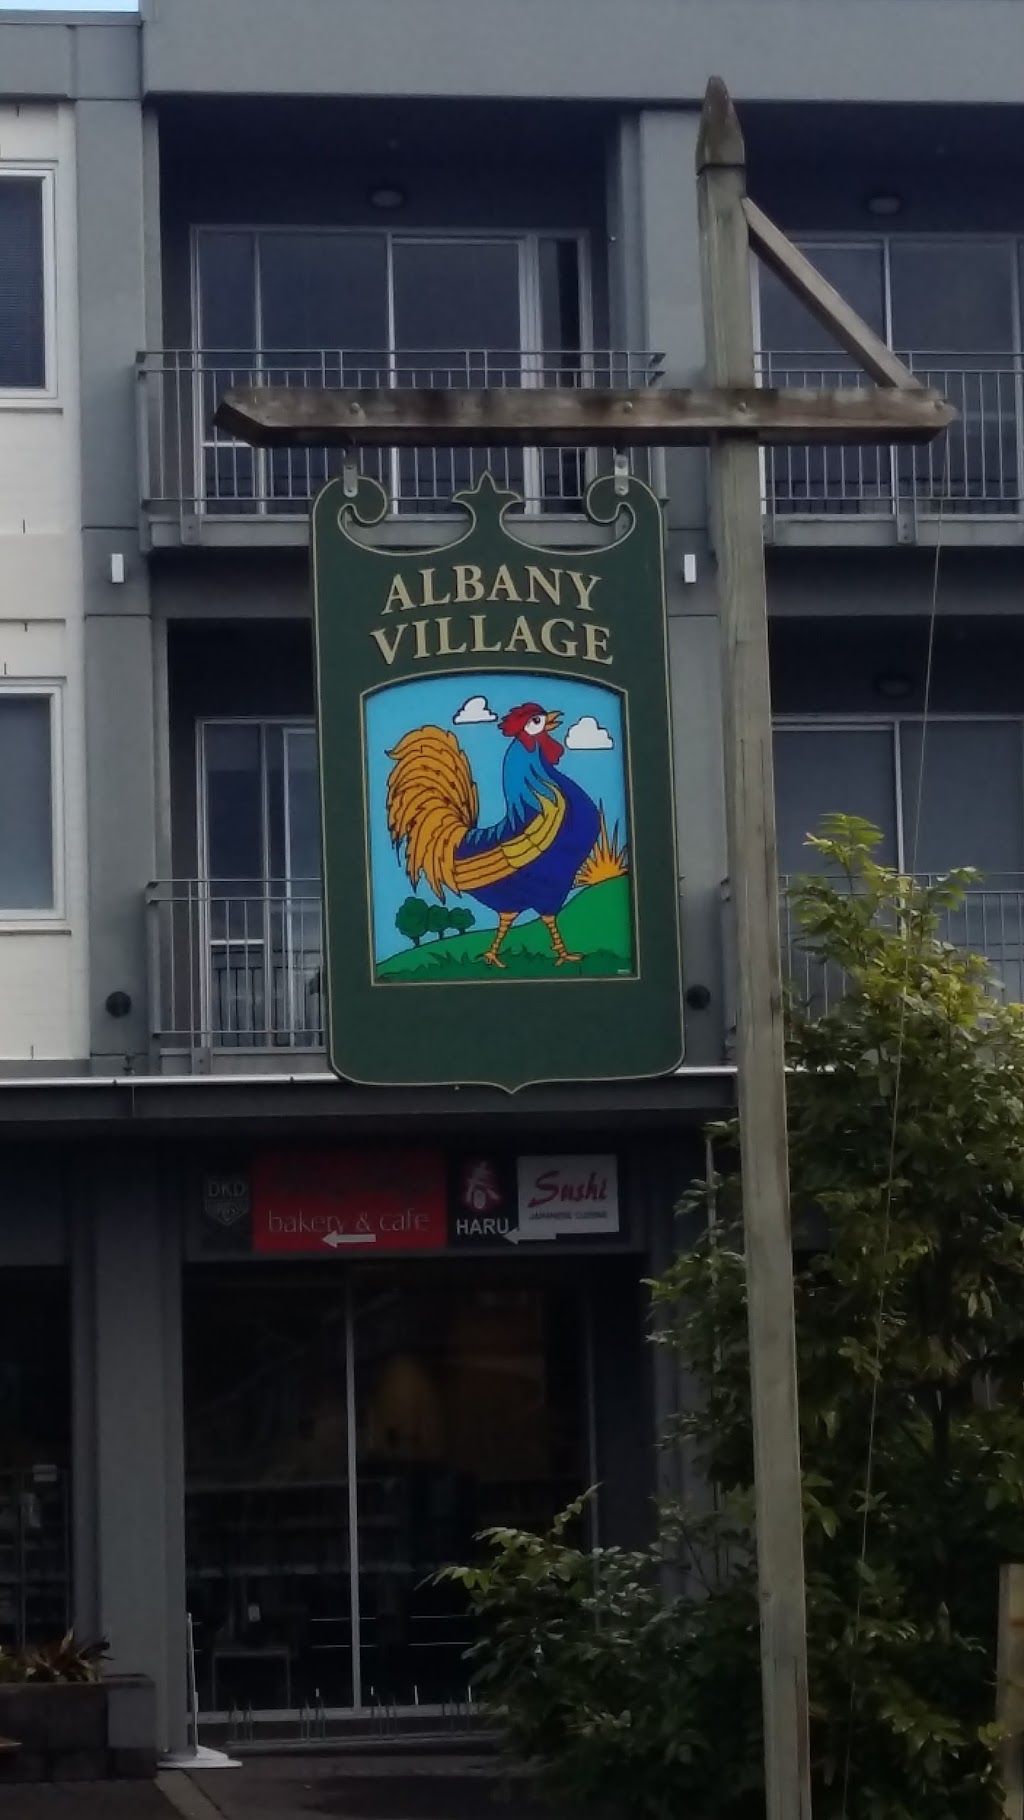 ALBANY
VILLAGE
DKD
bakery & cafe
HARU
Sushi
JAPANESE CUISINE